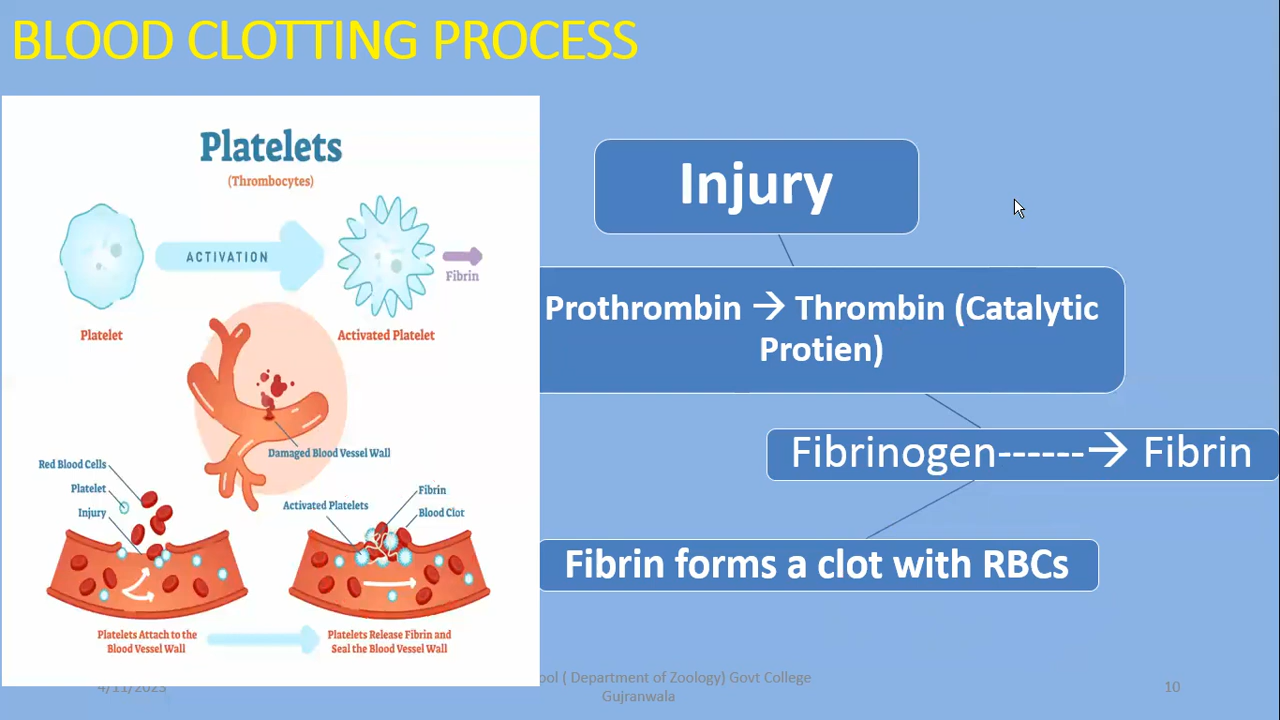 BLOOD CLOTTING PROCESS
Platelets
(Thrombocytes)
ACTIVATION
Fibrin
Platelet
Activated Platelet
Damaged Blood Vessel Wall
Red Blood Cells
Platelet
Injury
Activated Platelets
Fibrin
Blood Clot
Platelets Attach to the
Blood Vessel Wall
Platelets Release Fibrin and
Seal the Blood Vessel Wall
Injury
Prothrombin → Thrombin (Catalytic
Protien)
Fibrinogen------→ Fibrin
Fibrin forms a clot with RBCs
4/11/2023
( Department of Zoology) Govt College
Gujranwala
10